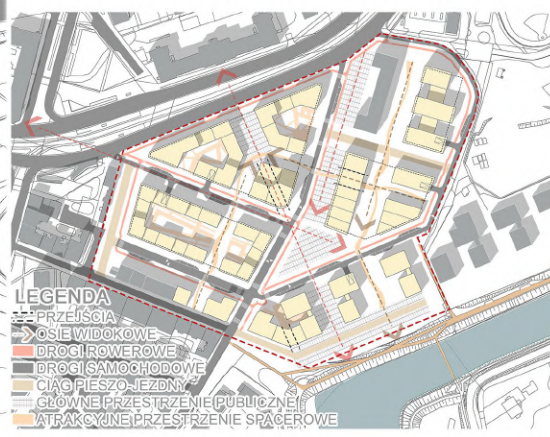 LEGENDA
PRZEJŚCIA
OSIE WIDOKOWE
DROGI ROWEROWE
DROGI SAMOCHODOWE
CIĄG PIESZO-JEZDNY
GŁÓWNE PRZESTRZENIE PUBLICZNE
ATRAKCYJNE PRZESTRZENIE SPACEROWE